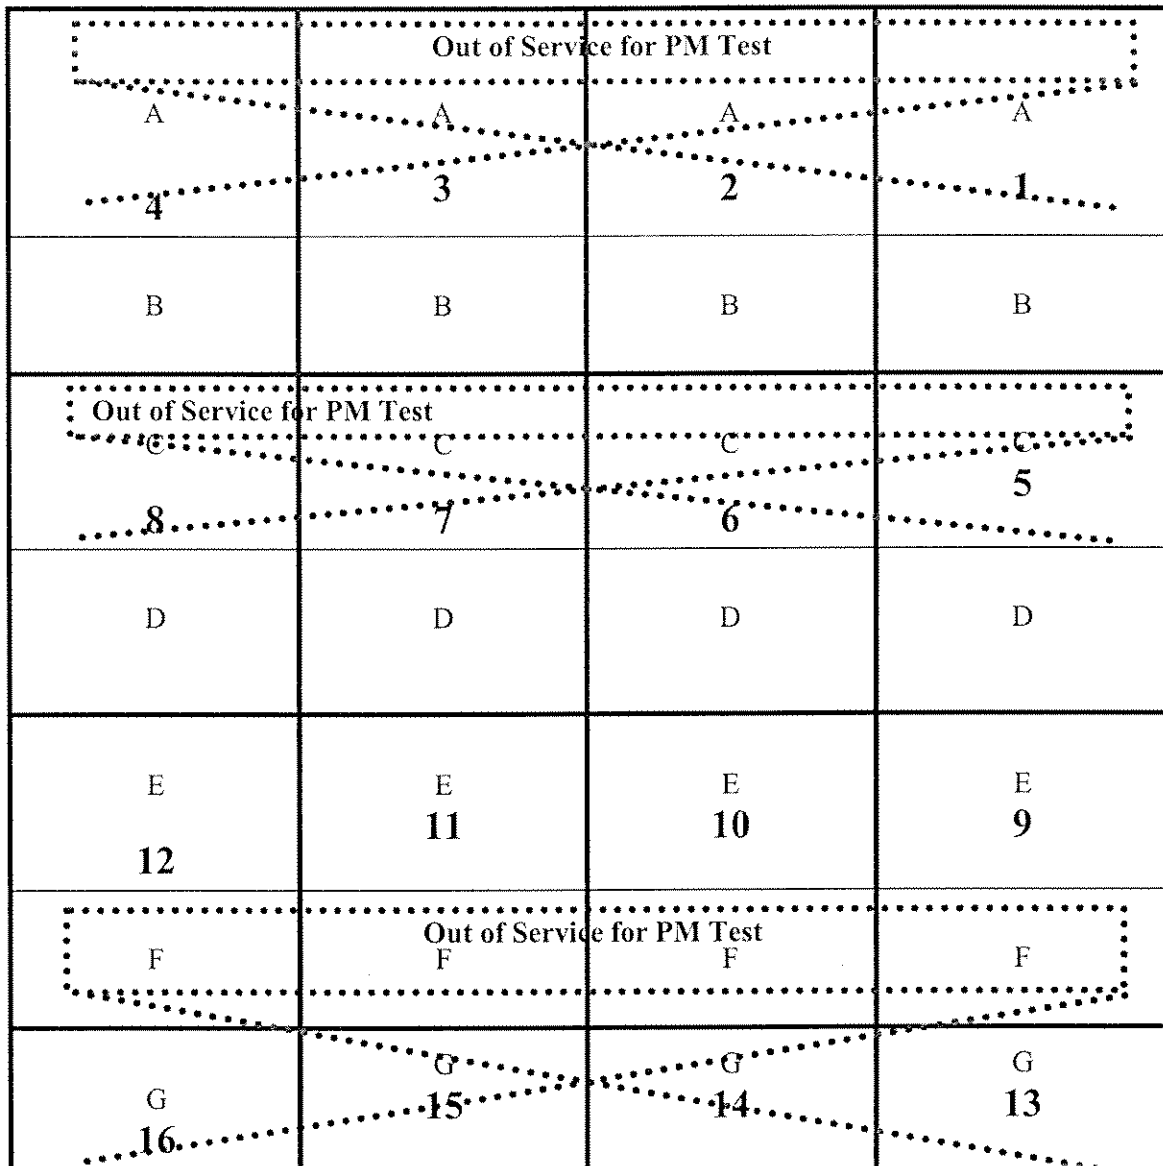 Out of Service for PM Test
A A A A
4 3 2 1
B B B B
Out of Service for PM Test
C C C C
8 7 6 5
D D D D
E E E E
12 11 10 9
Out of Service for PM Test
F F F F
G G G G
16 15 14 13